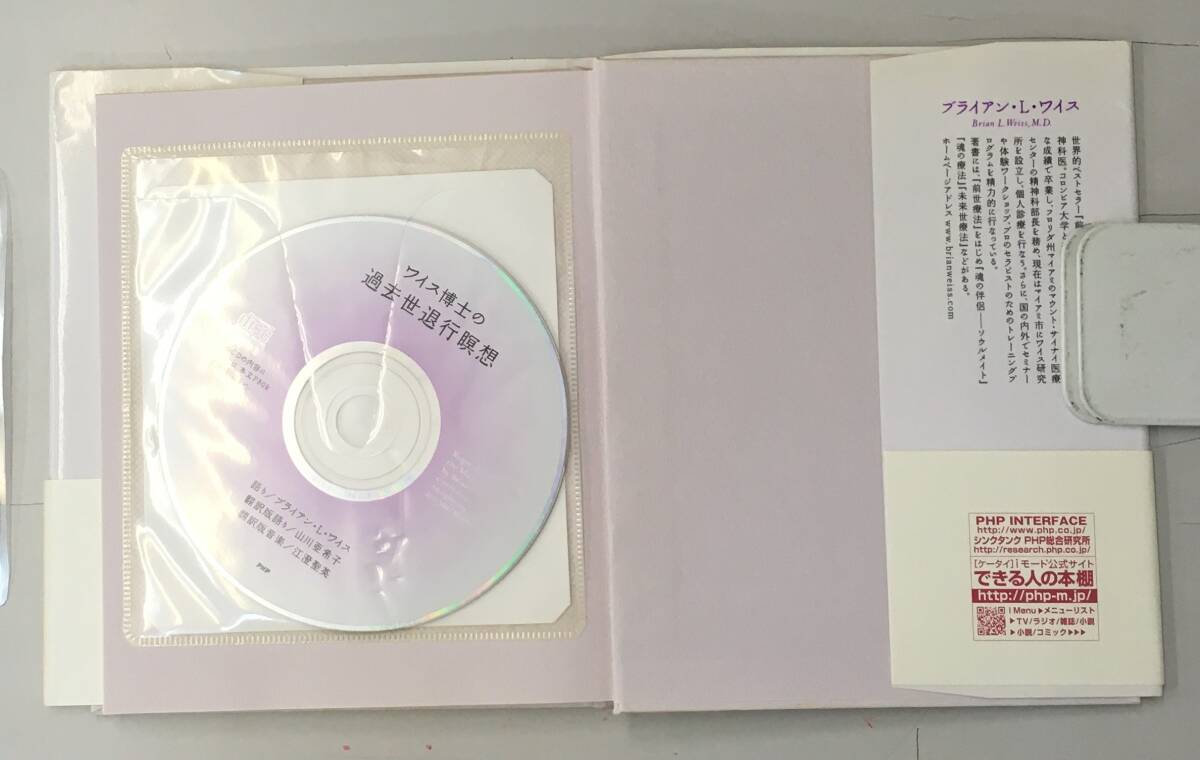 ワイス博士の
過去世退行瞑想
語り/ブライアン・L・ワイス
翻訳版語り/山川亜希子
翻訳版音楽/江澄聖英
PHP
ブライアン・L・ワイス
Brian L. Weiss, M.D.
世界的ベストセラー『前
神科医。コロンビア大学と
な成績で卒業し、フロリダ州マイアミのマウント・サイナイ医療
センターの精神科部長を務め、現在はマイアミ市にワイス研究
所を設立し、個人診療を行なう。さらに、国の内外でセミナー
や体験ワークショップ、プロのセラピストのためのトレーニングプ
ログラムを精力的に行なっている。
著書には、『前世療法』をはじめ『魂の伴侶――ソウルメイト』
『魂の療法』『未来世療法』などがある。
ホームページアドレス www.brianweiss.com
PHP INTERFACE
http://www.php.co.jp/
シンクタンク PHP総合研究所
http://research.php.co.jp/
[ケータイ] iモード公式サイト
できる人の本棚
http://php-m.jp/
i Menu▶メニューリスト
▶TV/ラジオ/雑誌/小説
▶小説/コミック▶▶▶